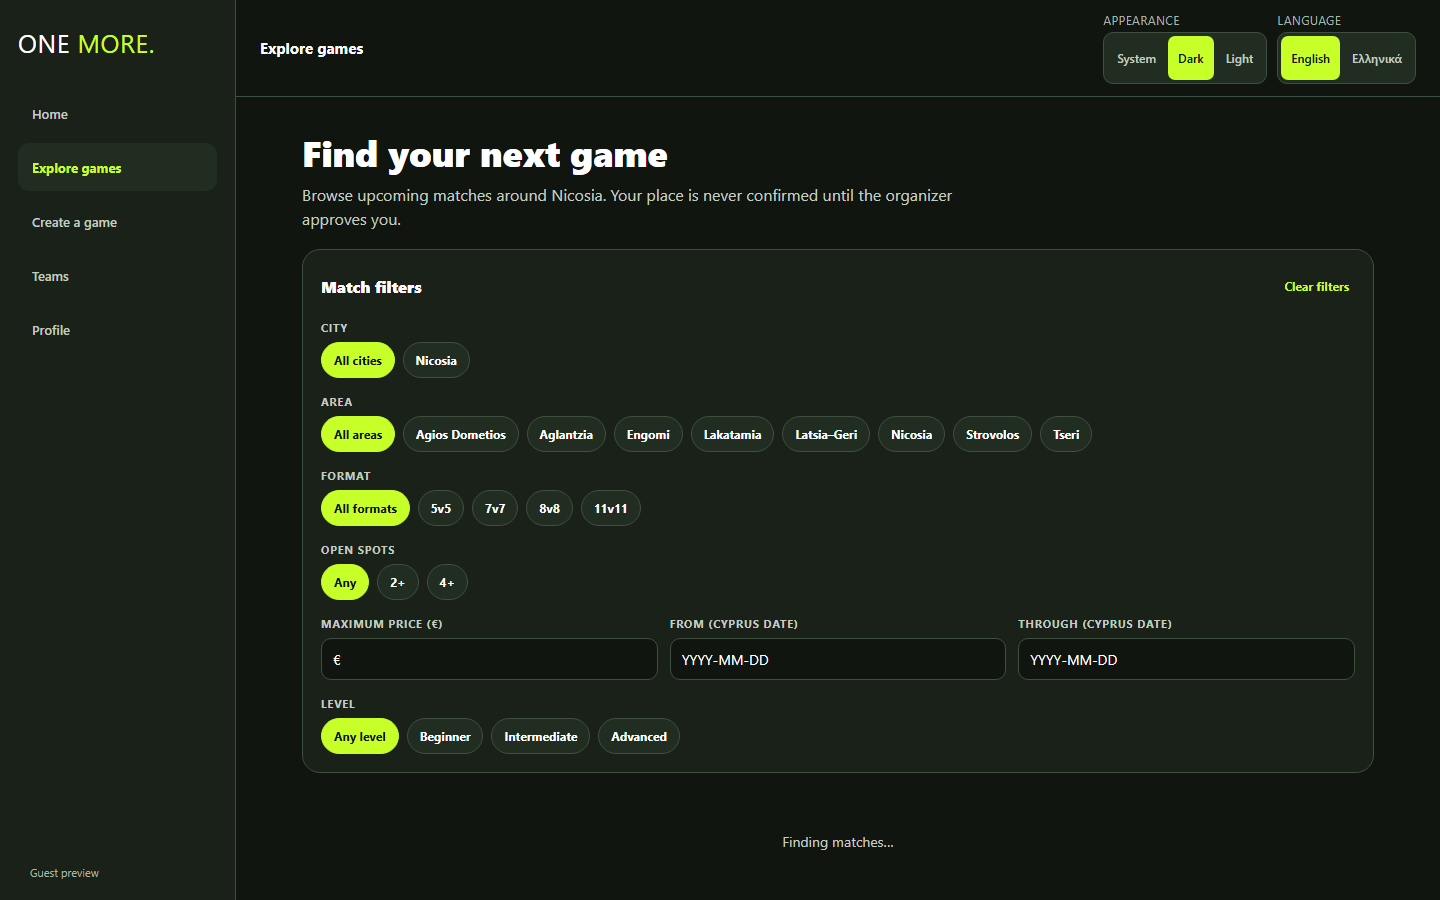 ONE MORE.
Home
Explore games
Create a game
Teams
Profile
Guest preview
Explore games
APPEARANCE
System Dark Light
LANGUAGE
English Ελληνικά
Find your next game
Browse upcoming matches around Nicosia. Your place is never confirmed until the organizer
approves you.
Match filters
Clear filters
CITY
All cities Nicosia
AREA
All areas Agios Dometios Aglantzia Engomi Lakatamia Latsia–Geri Nicosia Strovolos Tseri
FORMAT
All formats 5v5 7v7 8v8 11v11
OPEN SPOTS
Any 2+ 4+
MAXIMUM PRICE (€)
€
FROM (CYPRUS DATE)
YYYY-MM-DD
THROUGH (CYPRUS DATE)
YYYY-MM-DD
LEVEL
Any level Beginner Intermediate Advanced
Finding matches...